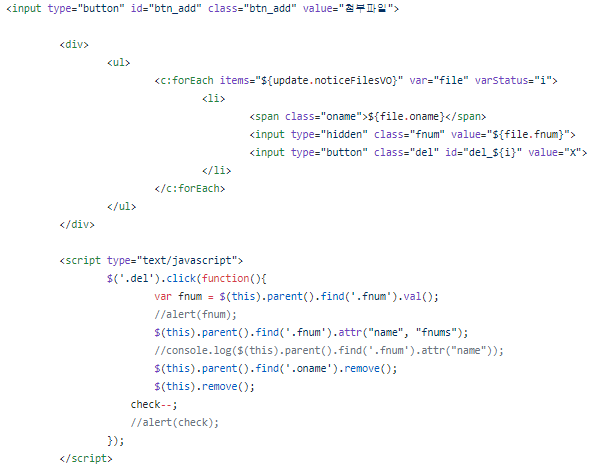 <input type="button" id="btn_add" class="btn_add" value="첨부파일">
<div>
<ul>
<c:forEach items="${update.noticeFilesVO}" var="file" varStatus="i">
<li>
<span class="oname">${file.oname}</span>
<input type="hidden" class="fnum" value="${file.fnum}">
<input type="button" class="del" id="del_${i}" value="X">
</li>
</c:forEach>
</ul>
</div>
<script type="text/javascript">
$('.del').click(function(){
var fnum = $(this).parent().find('.fnum').val();
//alert(fnum);
$(this).parent().find('.fnum').attr("name", "fnums");
//console.log($(this).parent().find('.fnum').attr("name"));
$(this).parent().find('.oname').remove();
$(this).remove();
check--;
//alert(check);
});
</script>